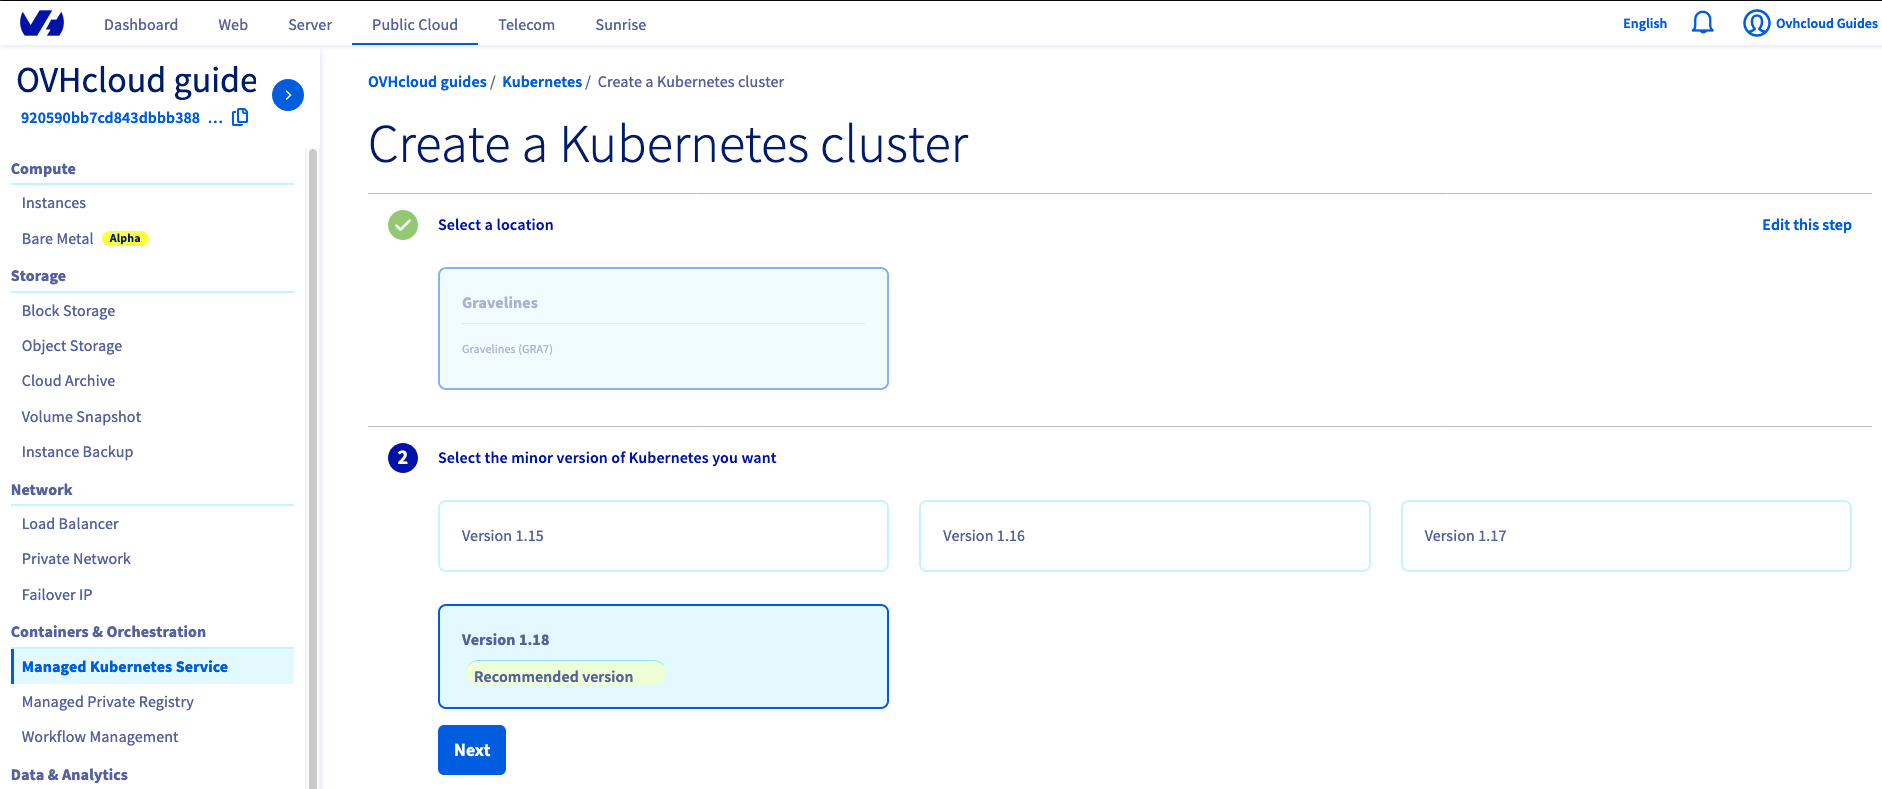 Dashboard Web Server Public Cloud Telecom Sunrise English Ovhcloud Guides
OVHcloud guide
920590bb7cd843dbbb388 ...
Compute
Instances
Bare Metal Alpha
Storage
Block Storage
Object Storage
Cloud Archive
Volume Snapshot
Instance Backup
Network
Load Balancer
Private Network
Failover IP
Containers & Orchestration
Managed Kubernetes Service
Managed Private Registry
Workflow Management
Data & Analytics
OVHcloud guides / Kubernetes / Create a Kubernetes cluster
Create a Kubernetes cluster
Select a location Edit this step
Gravelines
Gravelines (GRA7)
2 Select the minor version of Kubernetes you want
Version 1.15 Version 1.16 Version 1.17
Version 1.18
Recommended version
Next